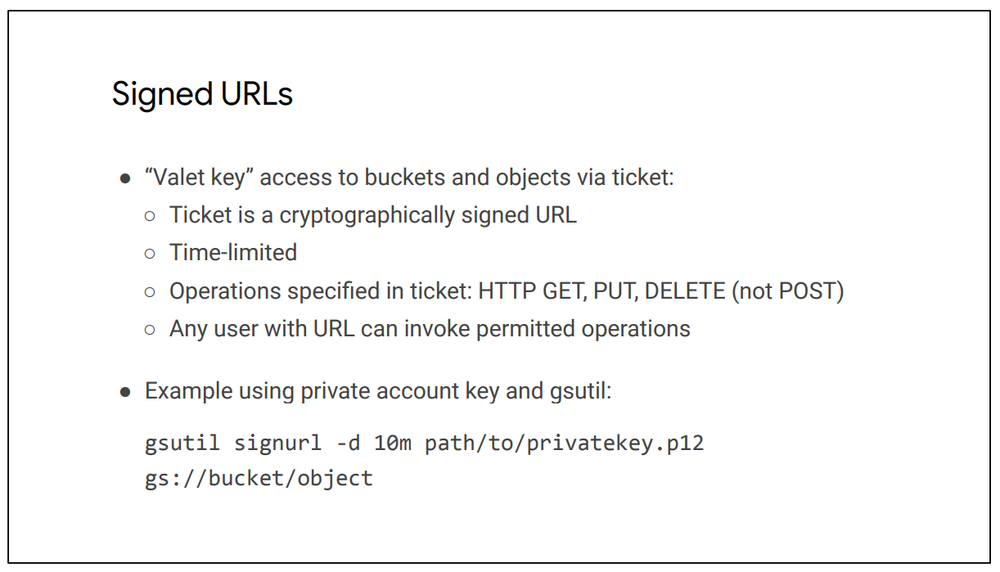 Signed URLs
● “Valet key” access to buckets and objects via ticket:
○ Ticket is a cryptographically signed URL
○ Time-limited
○ Operations specified in ticket: HTTP GET, PUT, DELETE (not POST)
○ Any user with URL can invoke permitted operations
● Example using private account key and gsutil:
gsutil signurl -d 10m path/to/privatekey.p12
gs://bucket/object